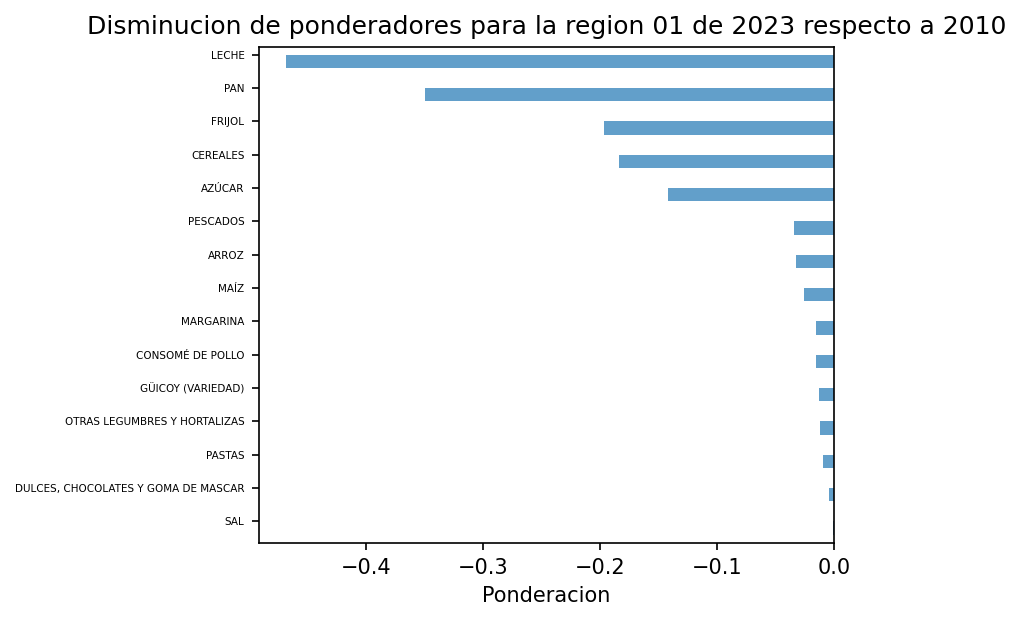 Disminucion de ponderadores para la region 01 de 2023 respecto a 2010
LECHE
PAN
FRIJOL
CEREALES
AZÚCAR
PESCADOS
ARROZ
MAÍZ
MARGARINA
CONSOMÉ DE POLLO
GÜICOY (VARIEDAD)
OTRAS LEGUMBRES Y HORTALIZAS
PASTAS
DULCES, CHOCOLATES Y GOMA DE MASCAR
SAL
−0.4 −0.3 −0.2 −0.1 0.0
Ponderacion